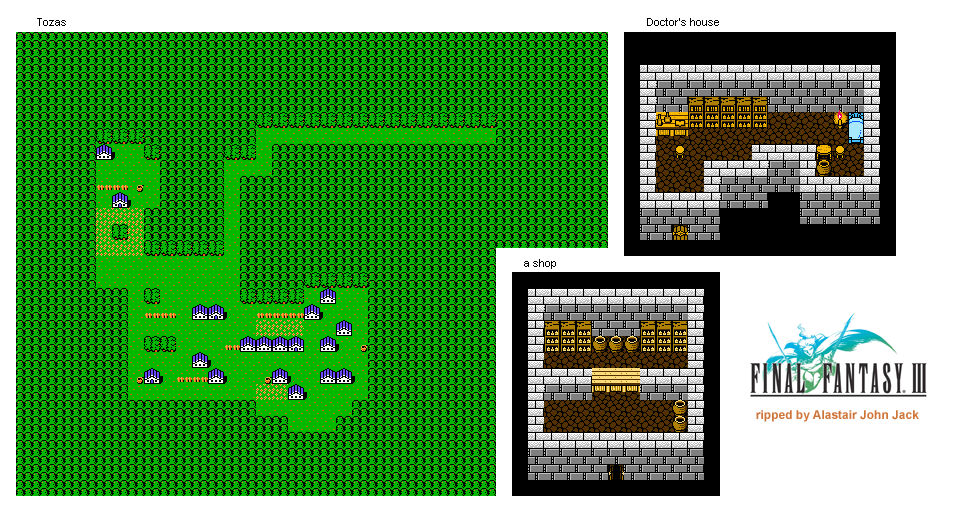 Tozas
Doctor's house
a shop
FINAL FANTASY. III
ripped by Alastair John Jack